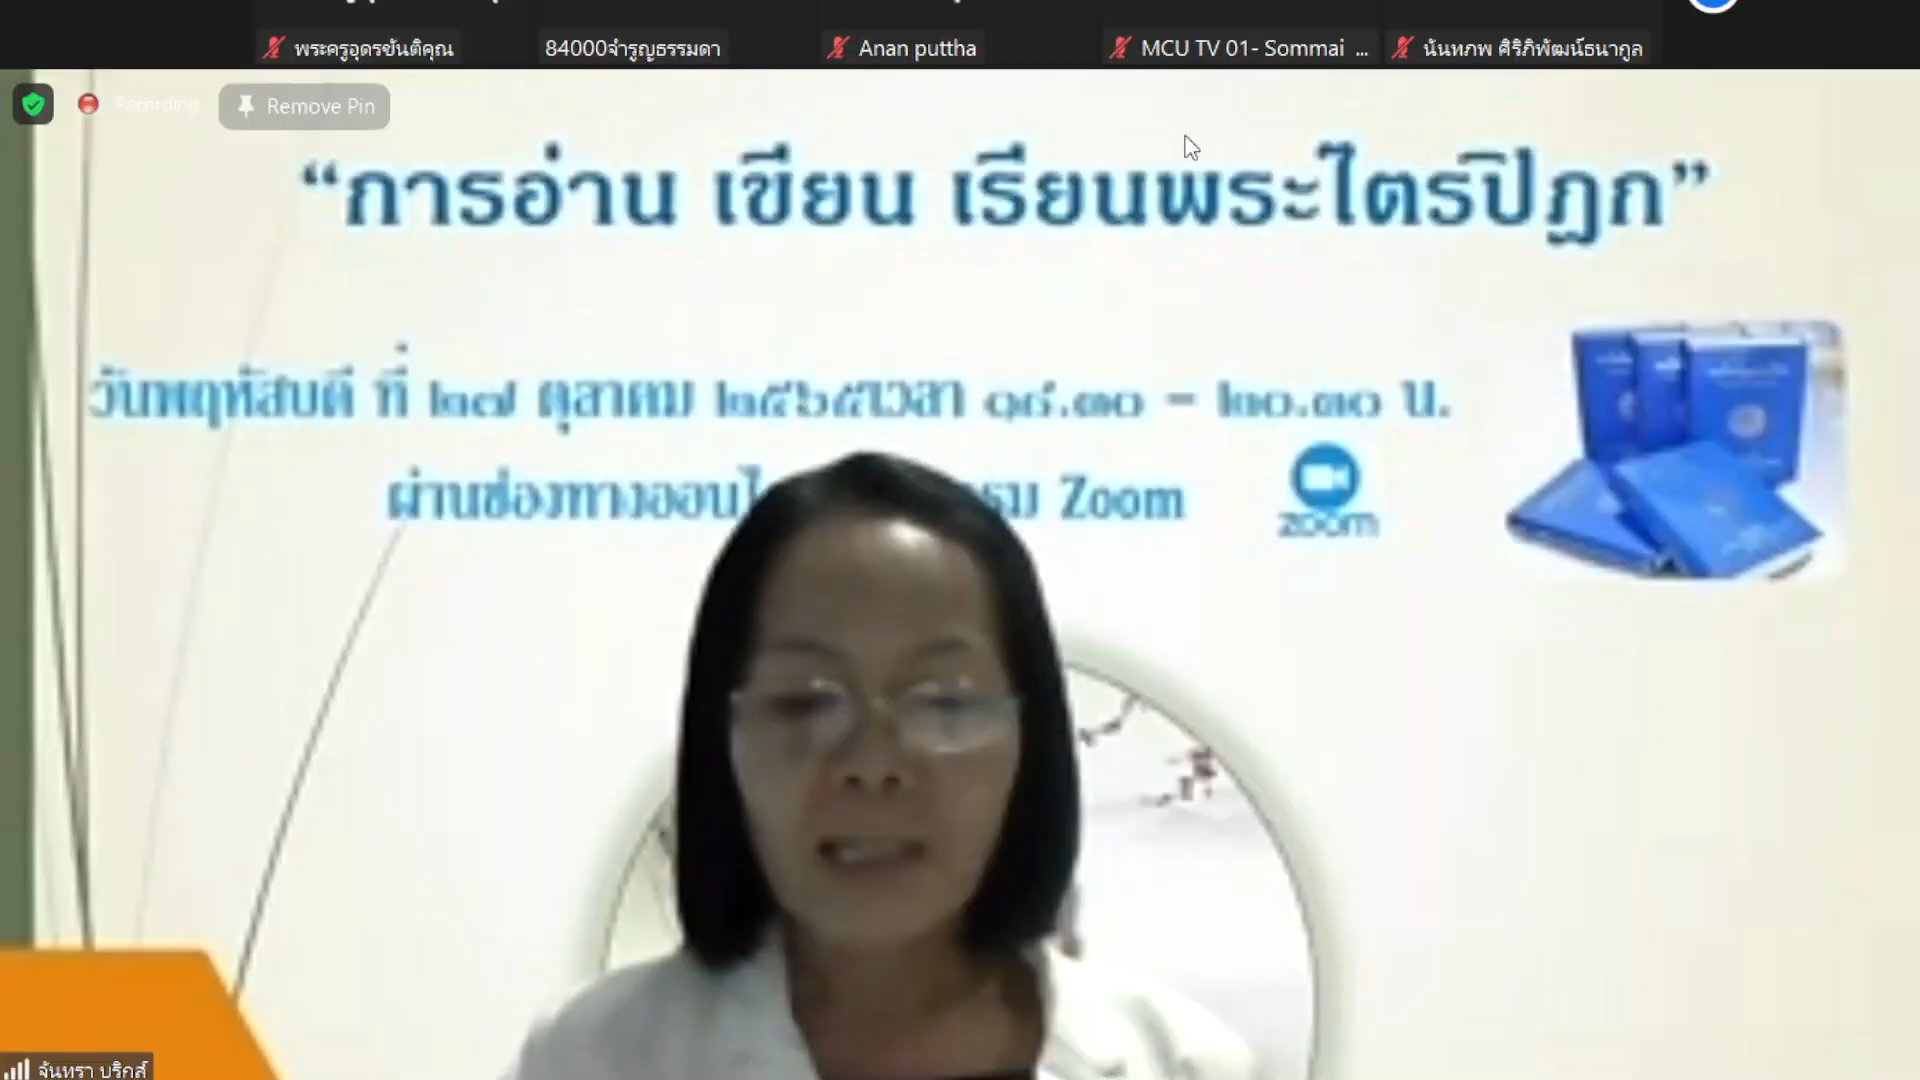 พระครูอุดรขันติคุณ
84000จำรูญธรรมดา
Anan puttha
MCU TV 01- Sommai ...
นันทภพ ศิริภิพัฒน์ธนากูล
Recording
Remove Pin
“การอ่าน เขียน เรียนพระไตรปิฎก”
วันพฤหัสบดี ที่ ๒๗ ตุลาคม ๒๕๖๕เวลา ๑๘.๓๐ – ๒๐.๓๐ น.
ผ่านช่องทางออนไ รม Zoom
zoom
จันทรา บริกส์